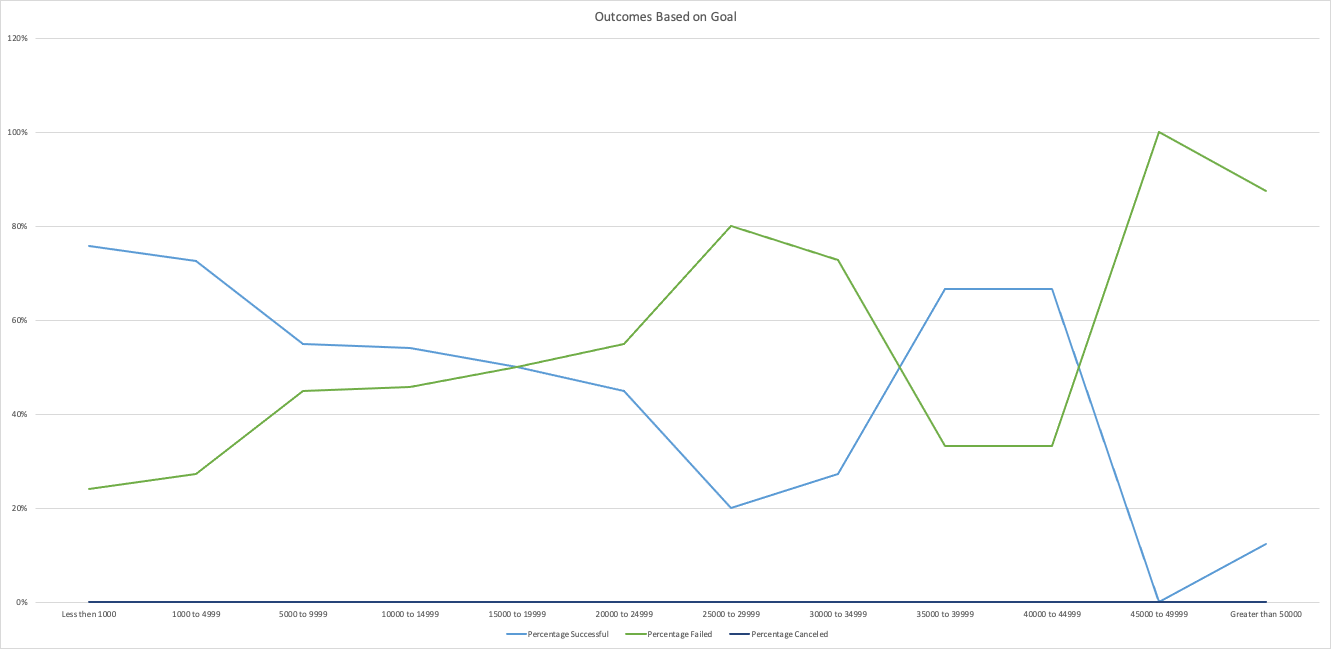 Outcomes Based on Goal
120%
100%
80%
60%
40%
20%
0%
Less then 1000 1000 to 4999 5000 to 9999 10000 to 14999 15000 to 19999 20000 to 24999 25000 to 29999 30000 to 34999 35000 to 39999 40000 to 44999 45000 to 49999 Greater than 50000
Percentage Successful Percentage Failed Percentage Canceled